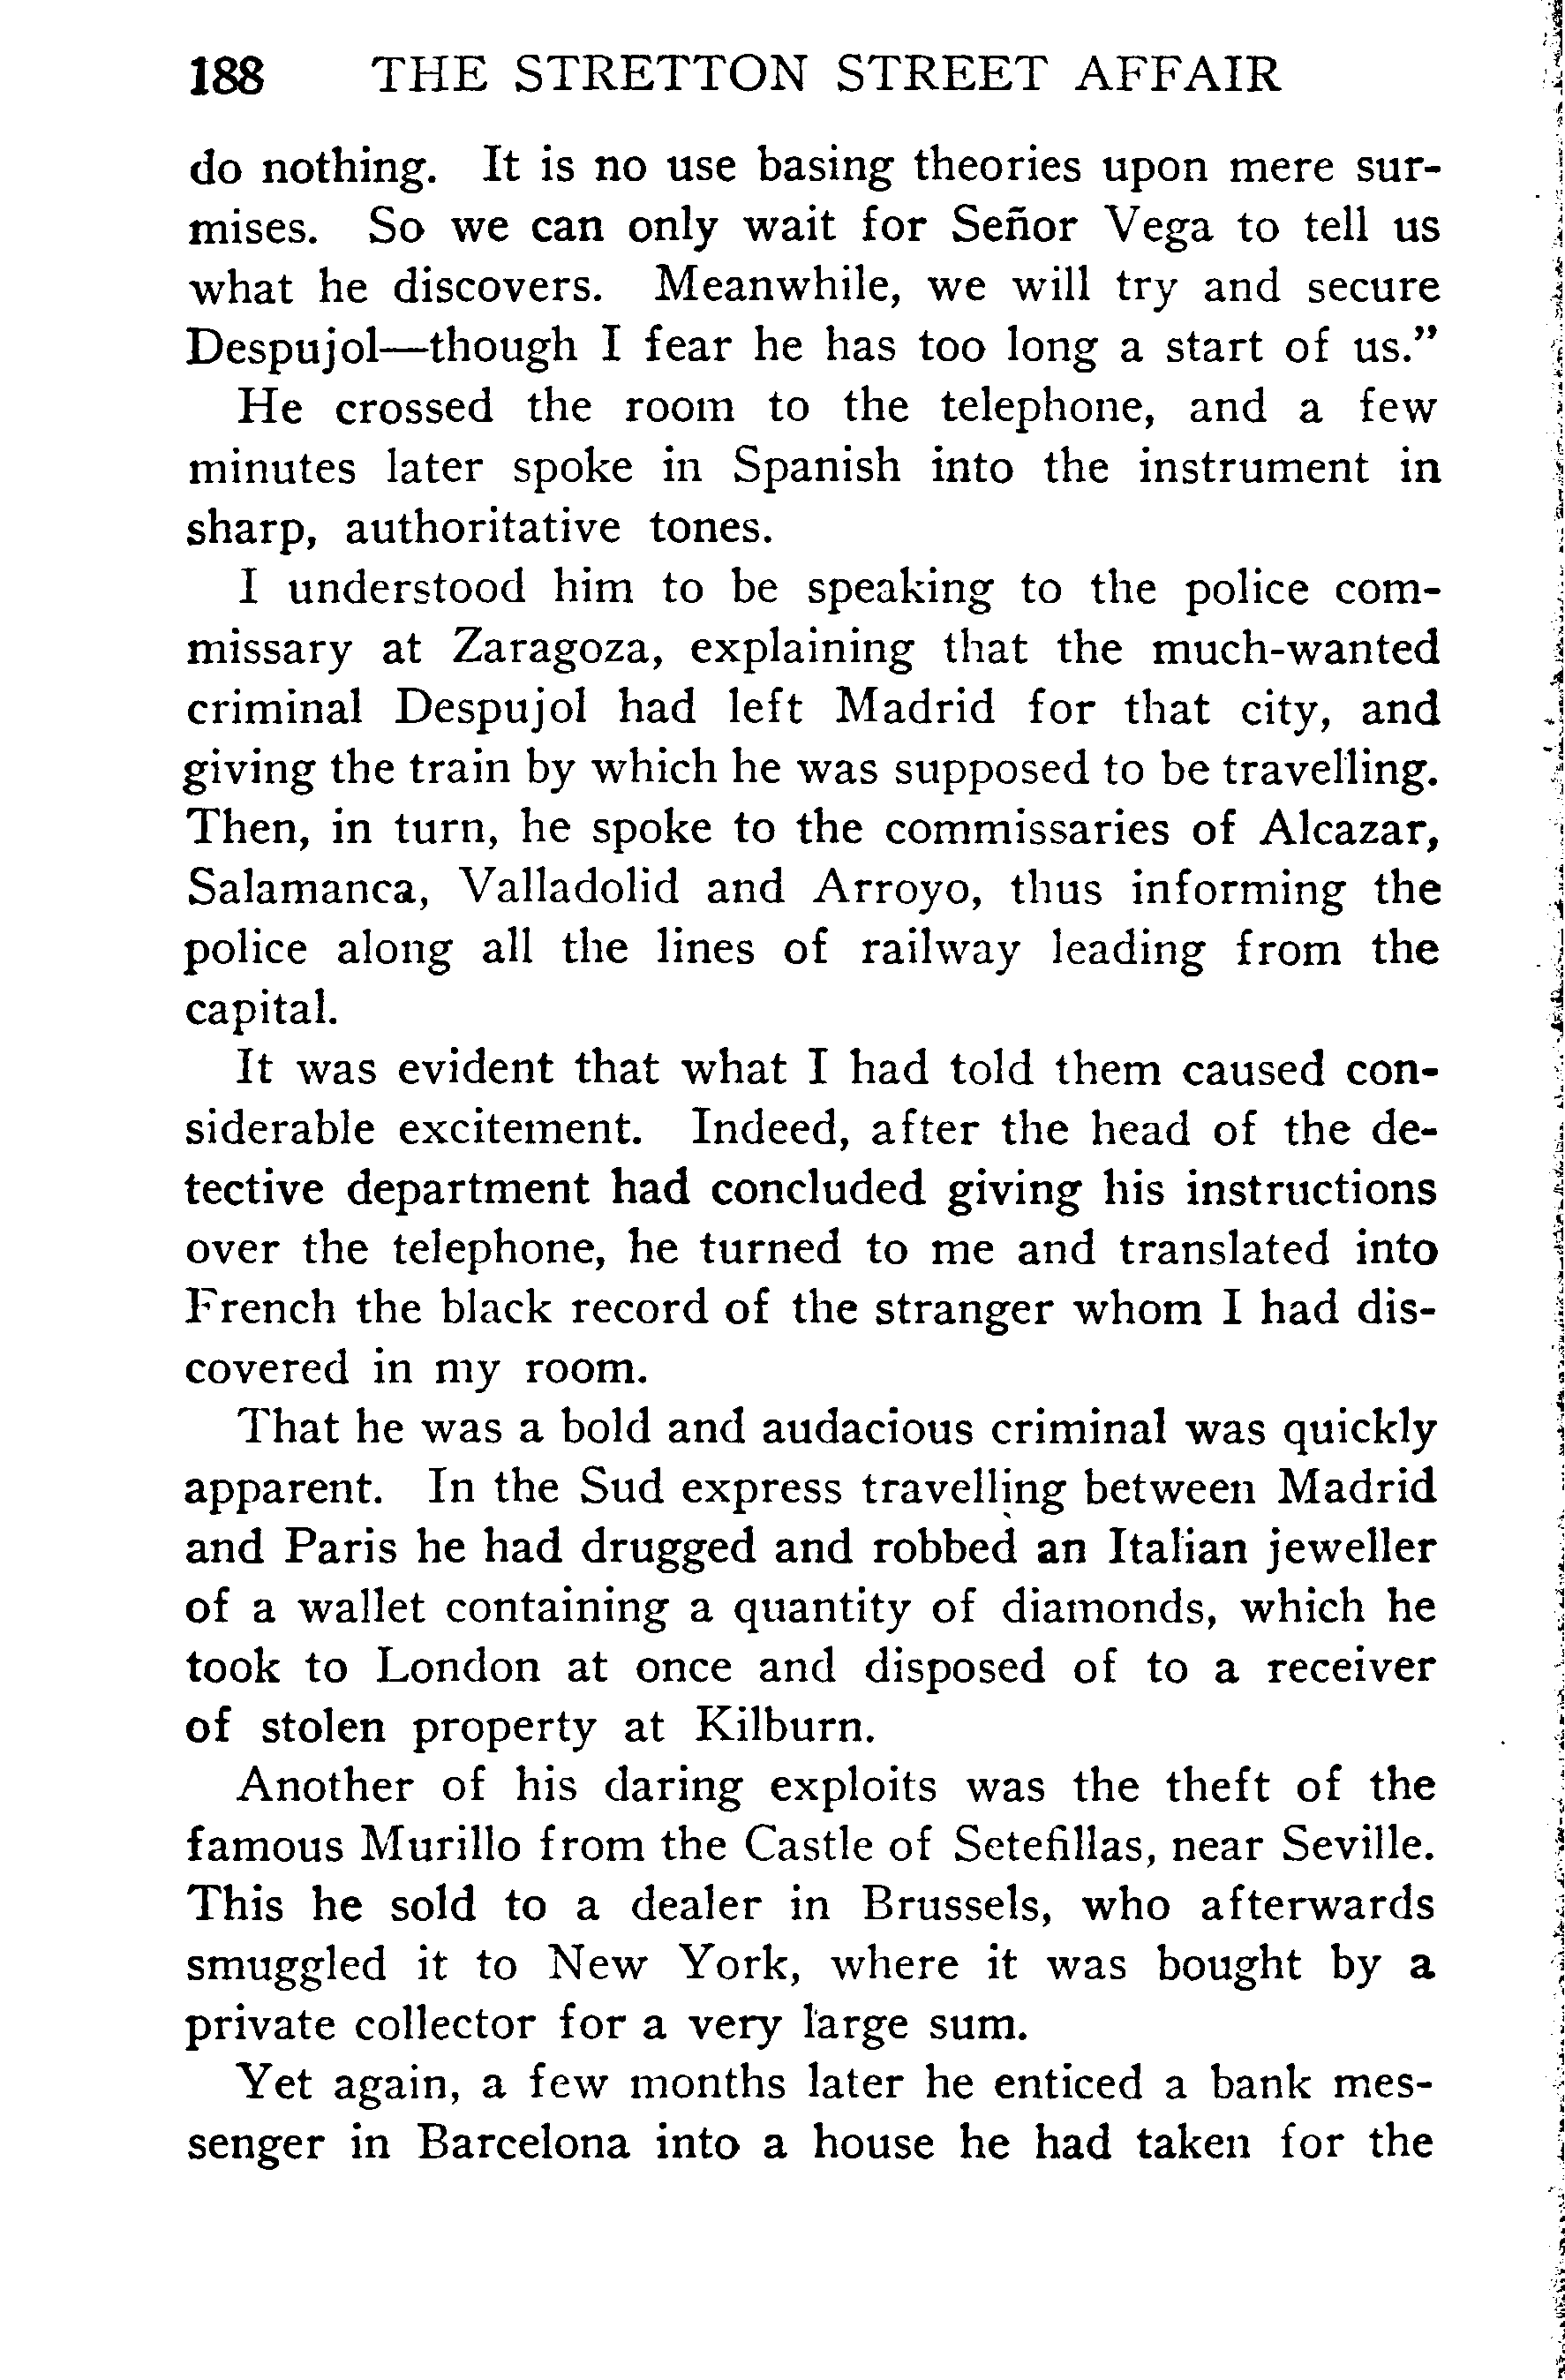 188 THE STRETTON STREET AFFAIR
do nothing. It is no use basing theories upon mere sur-
mises. So we can only wait for Señor Vega to tell us
what he discovers. Meanwhile, we will try and secure
Despujol—though I fear he has too long a start of us.”
He crossed the room to the telephone, and a few
minutes later spoke in Spanish into the instrument in
sharp, authoritative tones.
I understood him to be speaking to the police com-
missary at Zaragoza, explaining that the much-wanted
criminal Despujol had left Madrid for that city, and
giving the train by which he was supposed to be travelling.
Then, in turn, he spoke to the commissaries of Alcazar,
Salamanca, Valladolid and Arroyo, thus informing the
police along all the lines of railway leading from the
capital.
It was evident that what I had told them caused con-
siderable excitement. Indeed, after the head of the de-
tective department had concluded giving his instructions
over the telephone, he turned to me and translated into
French the black record of the stranger whom I had dis-
covered in my room.
That he was a bold and audacious criminal was quickly
apparent. In the Sud express travelling between Madrid
and Paris he had drugged and robbed an Italian jeweller
of a wallet containing a quantity of diamonds, which he
took to London at once and disposed of to a receiver
of stolen property at Kilburn.
Another of his daring exploits was the theft of the
famous Murillo from the Castle of Setefillas, near Seville.
This he sold to a dealer in Brussels, who afterwards
smuggled it to New York, where it was bought by a
private collector for a very large sum.
Yet again, a few months later he enticed a bank mes-
senger in Barcelona into a house he had taken for the